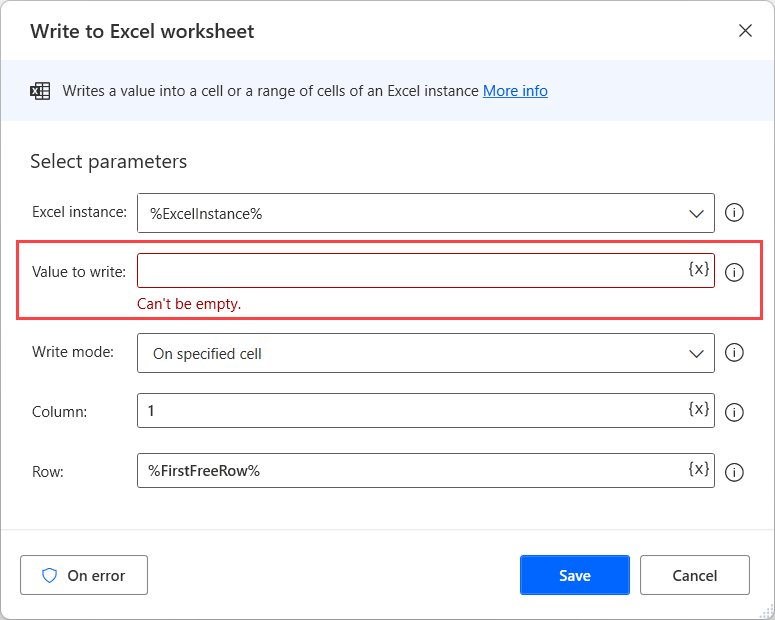 Write to Excel worksheet
Writes a value into a cell or a range of cells of an Excel instance More info
Select parameters
Excel instance: %ExcelInstance%
Value to write: {x}
Can't be empty.
Write mode: On specified cell
Column: 1 {x}
Row: %FirstFreeRow% {x}
On error Save Cancel